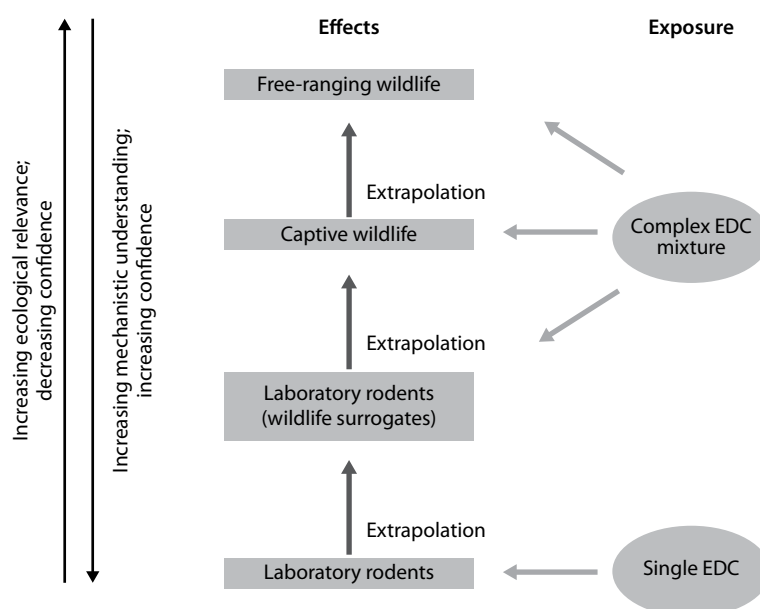 Effects
Exposure
Increasing ecological relevance;
decreasing confidence
Increasing mechanistic understanding;
increasing confidence
Free-ranging wildlife
Extrapolation
Captive wildlife
Complex EDC
mixture
Extrapolation
Laboratory rodents
(wildlife surrogates)
Extrapolation
Laboratory rodents
Single EDC